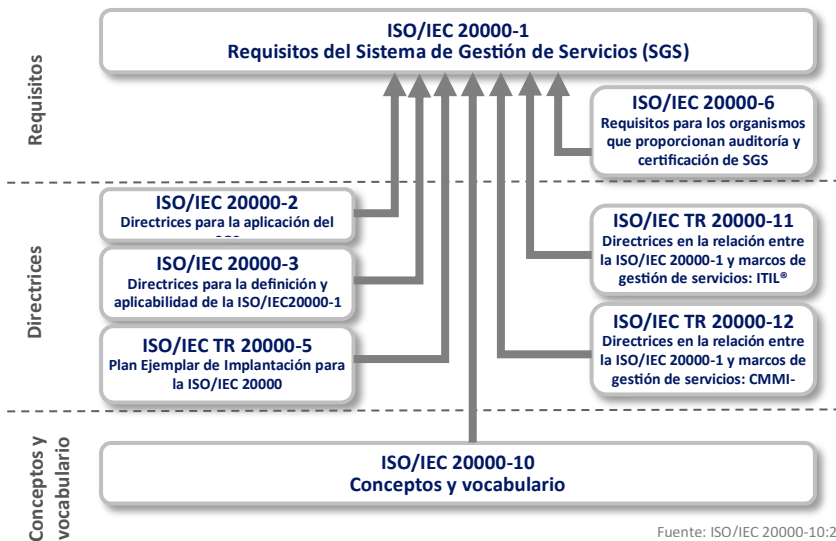 Requisitos
ISO/IEC 20000-1
Requisitos del Sistema de Gestión de Servicios (SGS)
ISO/IEC 20000-6
Requisitos para los organismos
que proporcionan auditoría y
certificación de SGS
Directrices
ISO/IEC 20000-2
Directrices para la aplicación del
ISO/IEC 20000-3
Directrices para la definición y
aplicabilidad de la ISO/IEC20000-1
ISO/IEC TR 20000-5
Plan Ejemplar de Implantación para
la ISO/IEC 20000
ISO/IEC TR 20000-11
Directrices en la relación entre
la ISO/IEC 20000-1 y marcos de
gestión de servicios: ITIL®
ISO/IEC TR 20000-12
Directrices en la relación entre
la ISO/IEC 20000-1 y marcos de
gestión de servicios: CMMI-
Conceptos y
vocabulario
ISO/IEC 20000-10
Conceptos y vocabulario
Fuente: ISO/IEC 20000-10:2